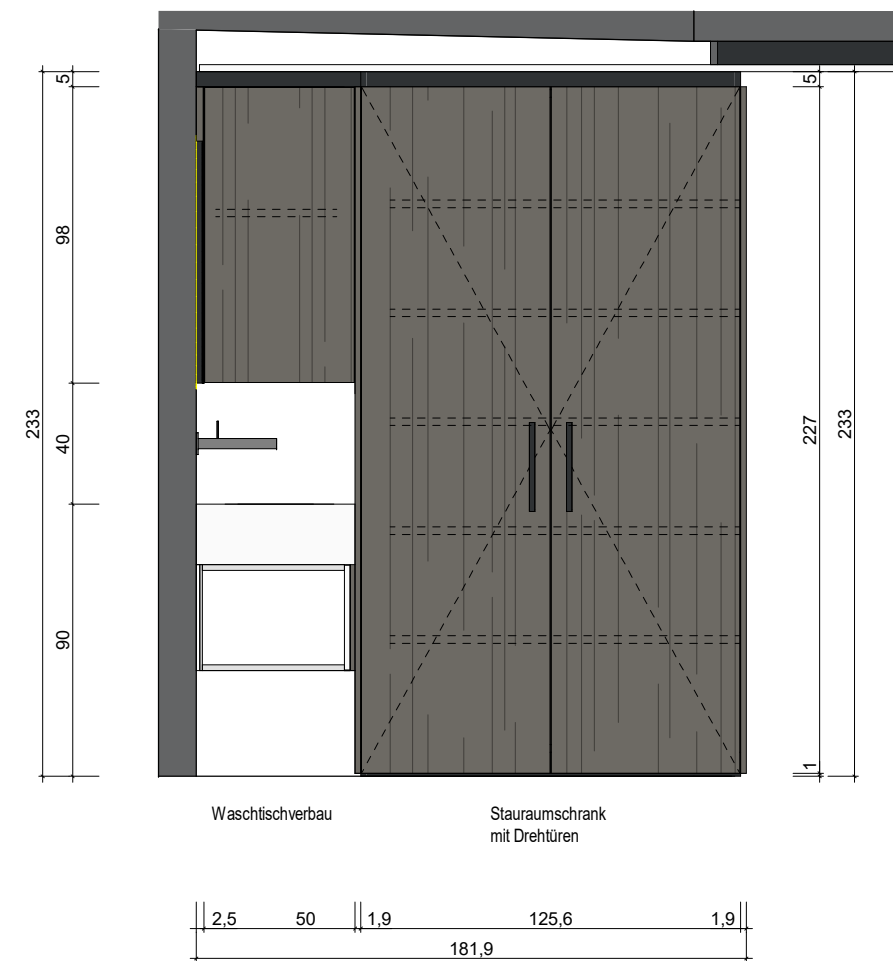 5
98
40
90
233
5
227
1
233
Waschtischverbau
Stauraumschrank
mit Drehtüren
2,5 50 1,9 125,6 1,9
181,9